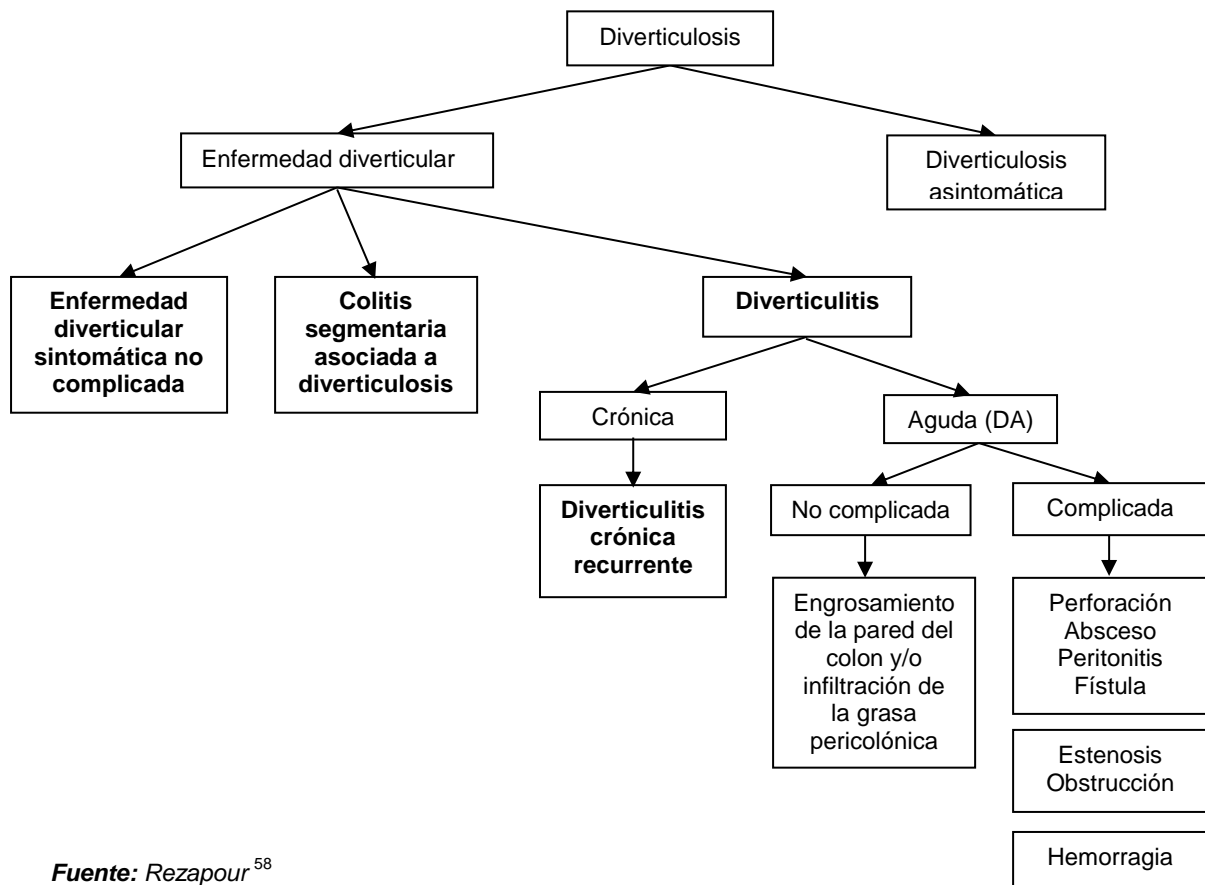 Diverticulosis
Enfermedad diverticular
Diverticulosis
asintomática
Enfermedad
diverticular
sintomática no
complicada
Colitis
segmentaria
asociada a
diverticulosis
Diverticulitis
Crónica
Aguda (DA)
Diverticulitis
crónica
recurrente
No complicada
Complicada
Engrosamiento
de la pared del
colon y/o
infiltración de
la grasa
pericolónica
Perforación
Absceso
Peritonitis
Fístula
Estenosis
Obstrucción
Hemorragia
Fuente: Rezapour 58